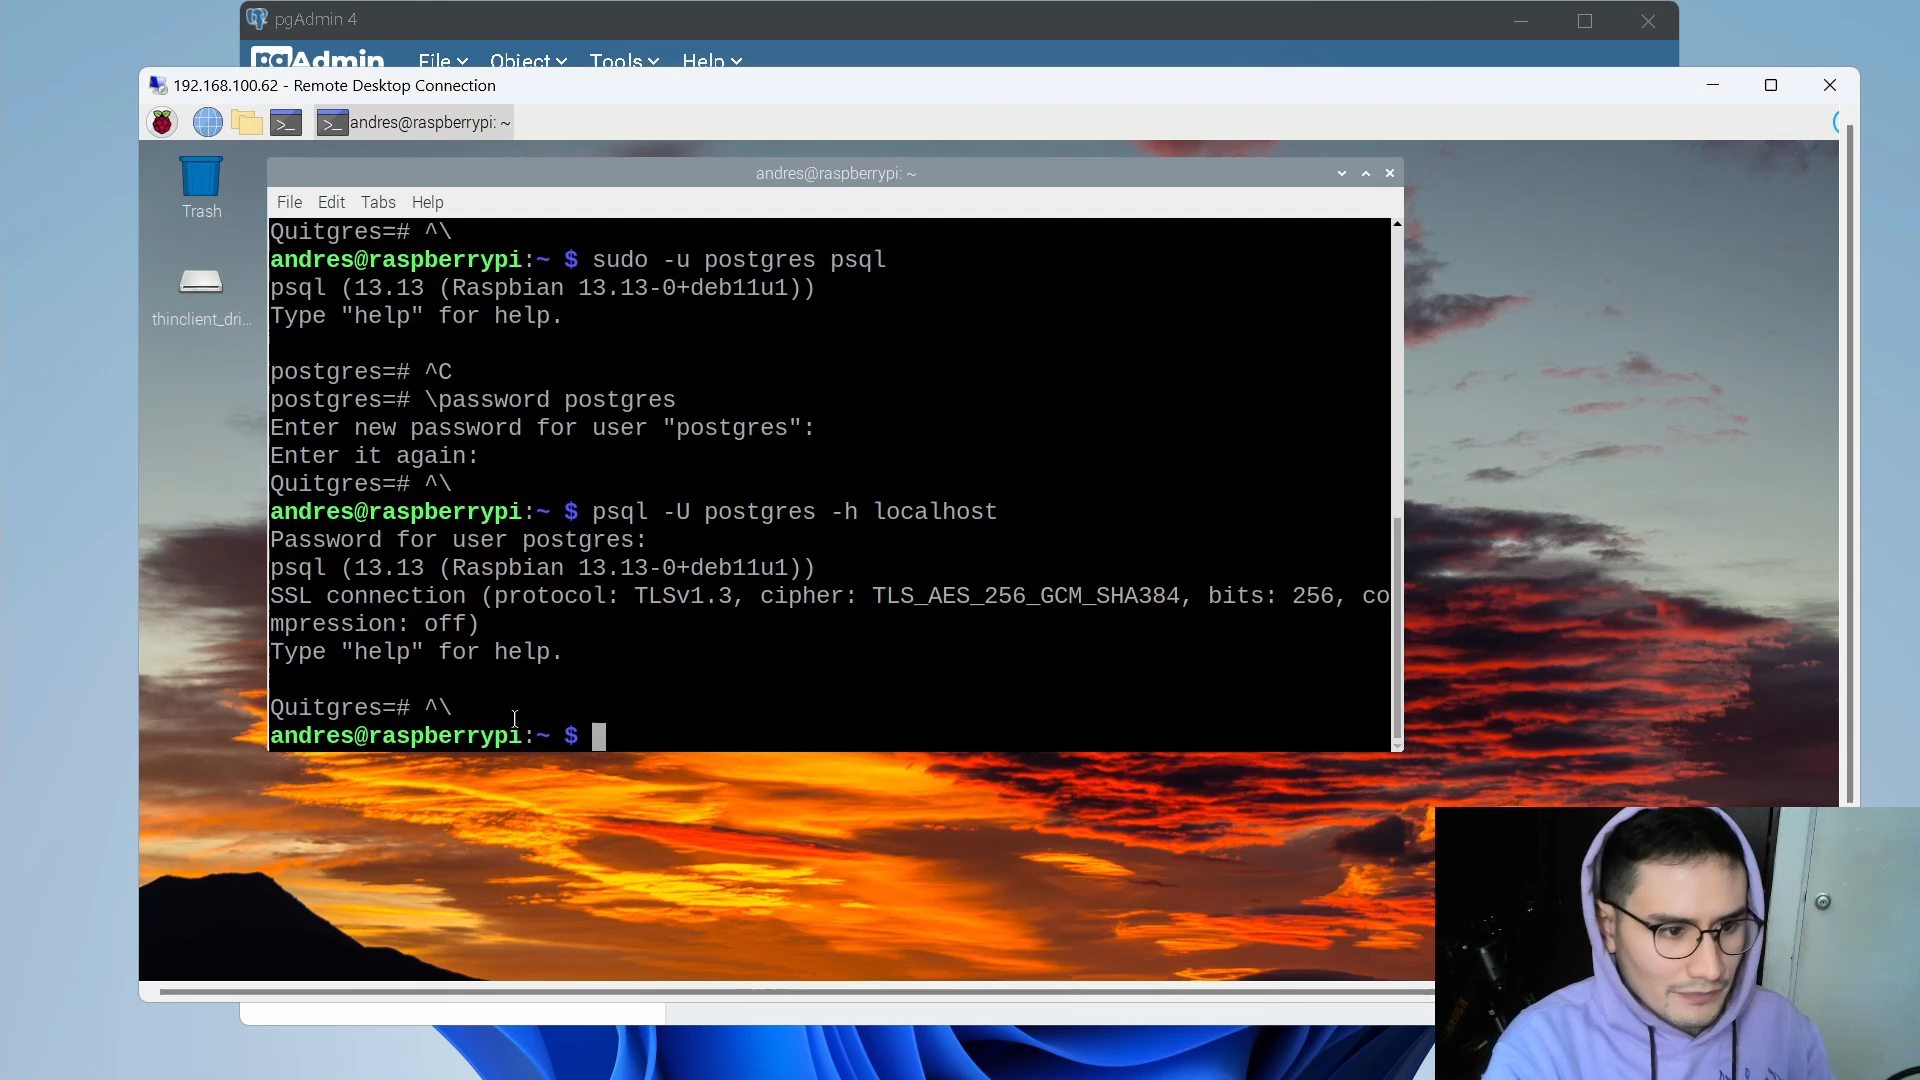 pgAdmin 4
pgAdmin File Object Tools Help
192.168.100.62 - Remote Desktop Connection
andres@raspberrypi: ~
Trash
thinclient_dri...
andres@raspberrypi: ~
File Edit Tabs Help
Quitgres=# ^\
andres@raspberrypi:~ $ sudo -u postgres psql
psql (13.13 (Raspbian 13.13-0+deb11u1))
Type "help" for help.
postgres=# ^C
postgres=# \password postgres
Enter new password for user "postgres":
Enter it again:
Quitgres=# ^\
andres@raspberrypi:~ $ psql -U postgres -h localhost
Password for user postgres:
psql (13.13 (Raspbian 13.13-0+deb11u1))
SSL connection (protocol: TLSv1.3, cipher: TLS_AES_256_GCM_SHA384, bits: 256, co
mpression: off)
Type "help" for help.
Quitgres=# ^\
andres@raspberrypi:~ $